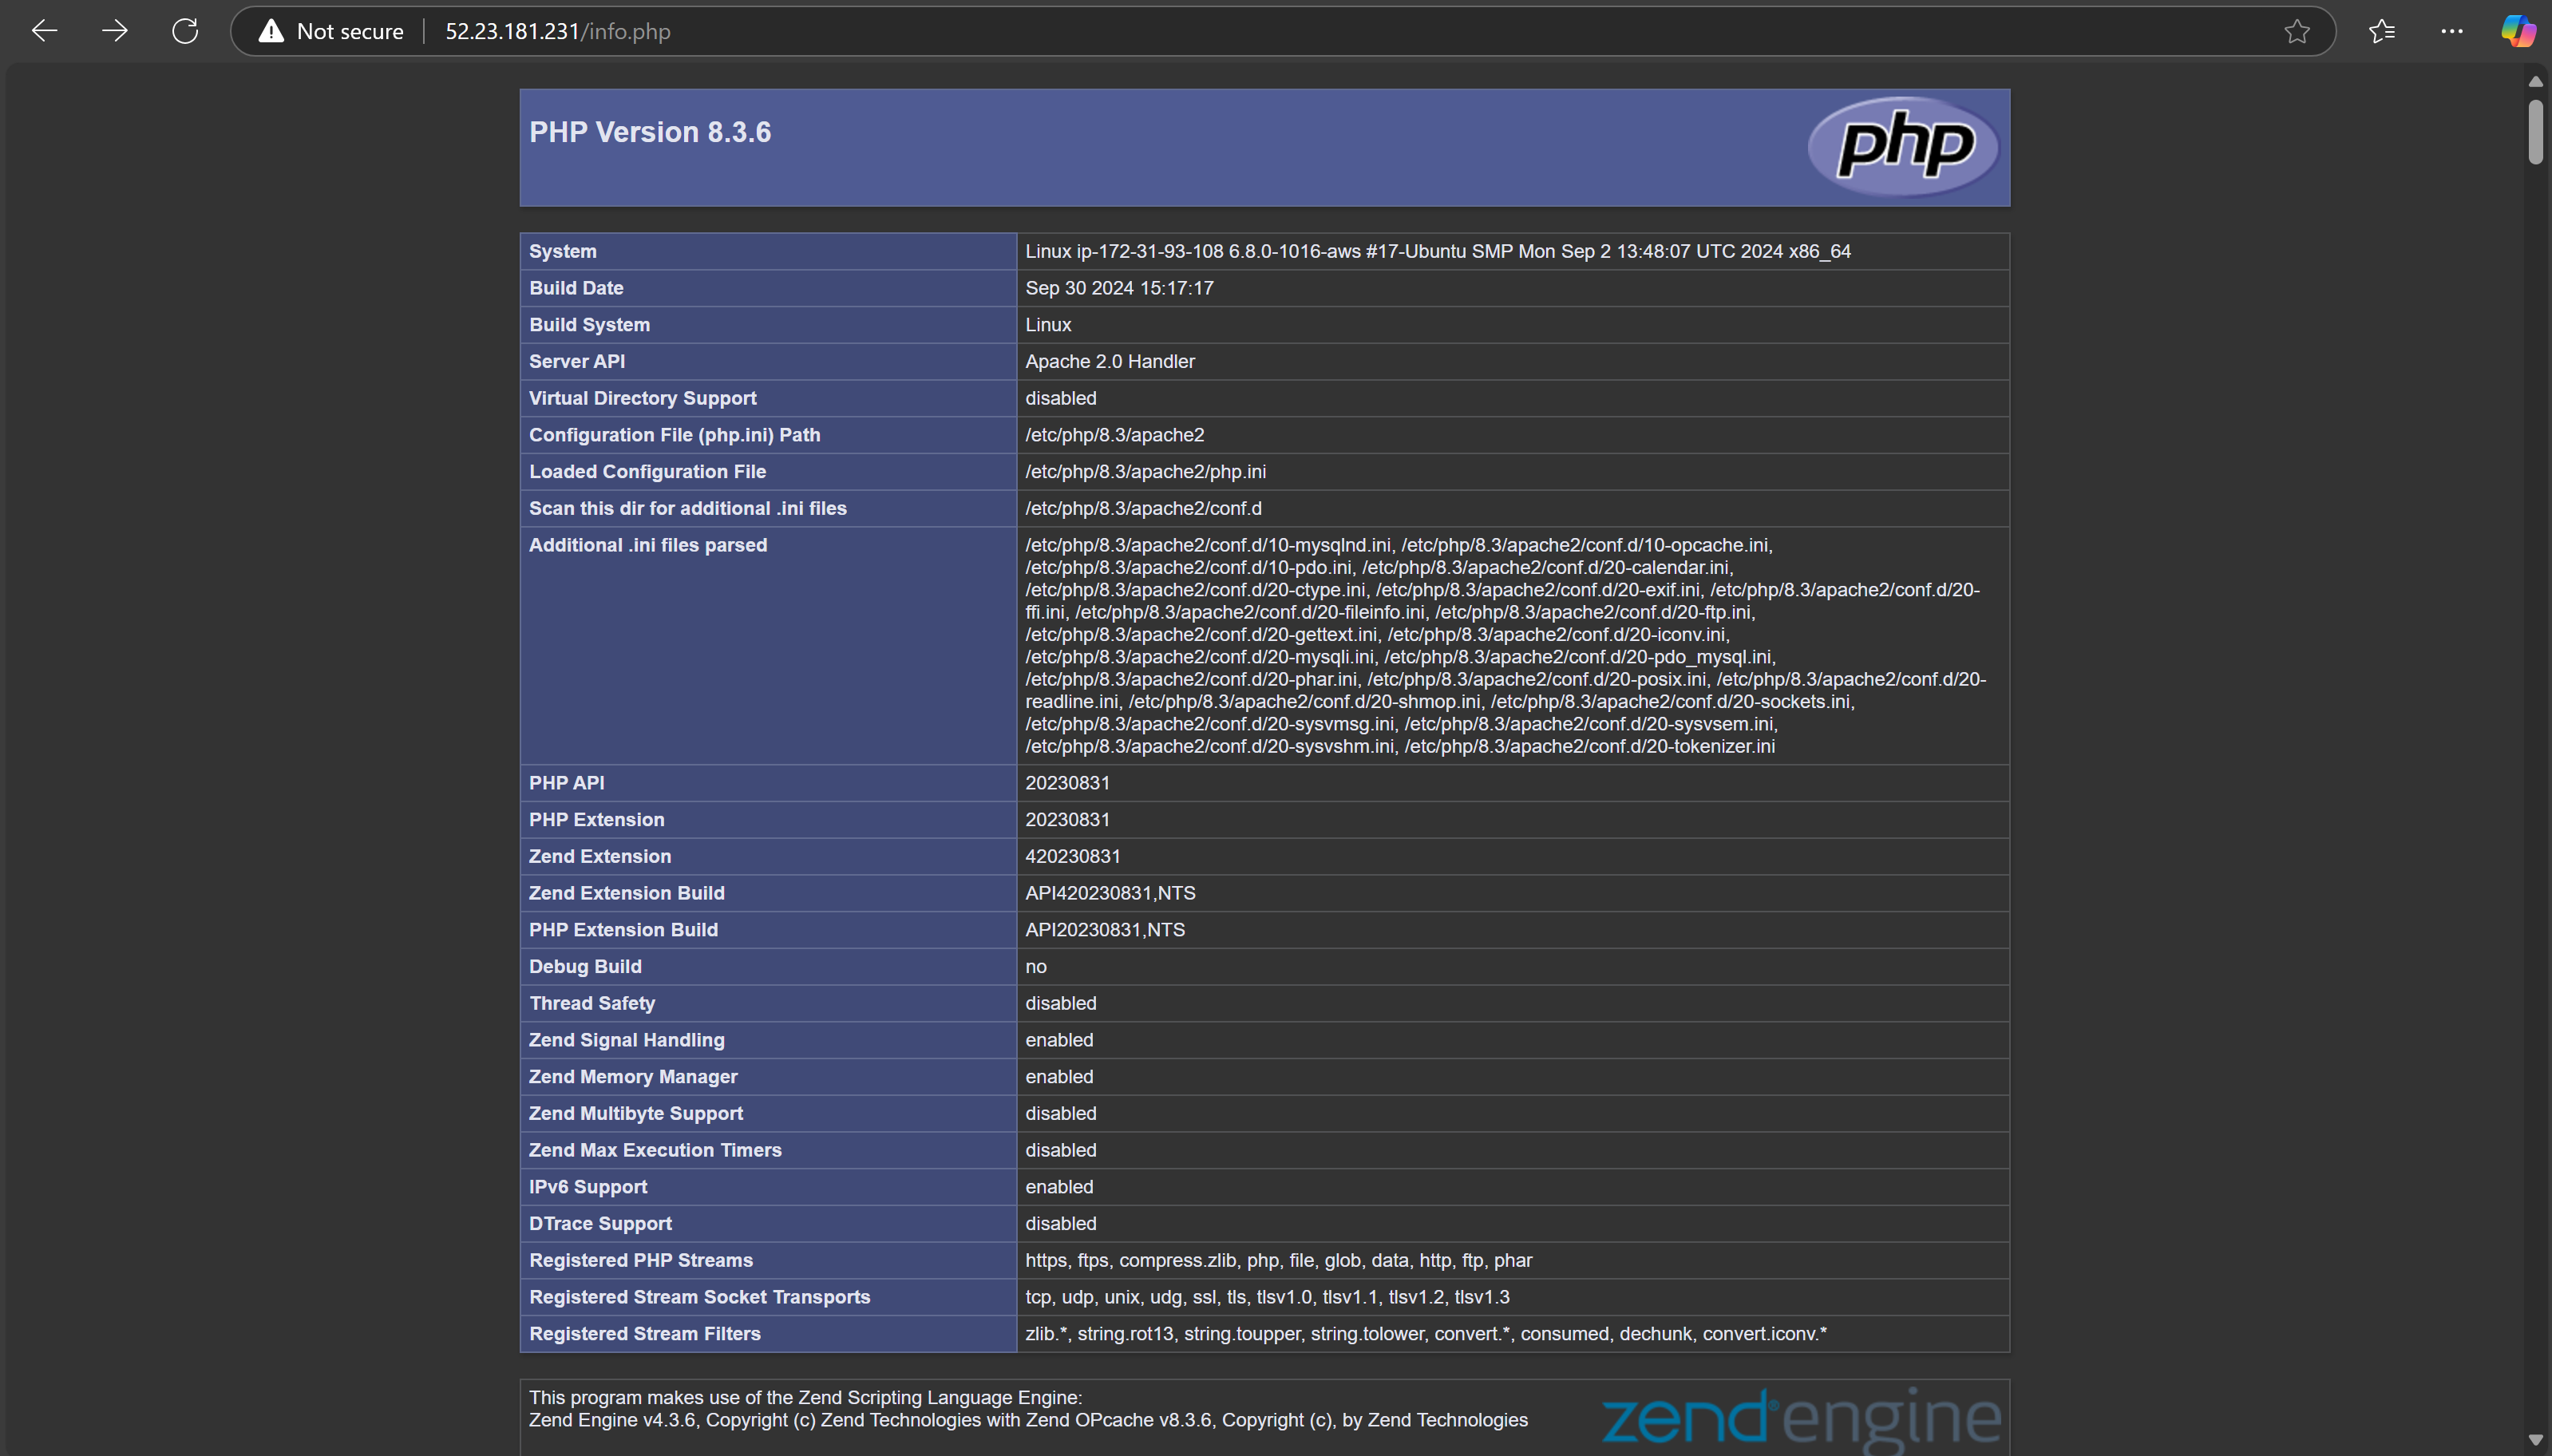 Not secure 52.23.181.231/info.php
PHP Version 8.3.6
php
System Linux ip-172-31-93-108 6.8.0-1016-aws #17-Ubuntu SMP Mon Sep 2 13:48:07 UTC 2024 x86_64
Build Date Sep 30 2024 15:17:17
Build System Linux
Server API Apache 2.0 Handler
Virtual Directory Support disabled
Configuration File (php.ini) Path /etc/php/8.3/apache2
Loaded Configuration File /etc/php/8.3/apache2/php.ini
Scan this dir for additional .ini files /etc/php/8.3/apache2/conf.d
Additional .ini files parsed /etc/php/8.3/apache2/conf.d/10-mysqlnd.ini, /etc/php/8.3/apache2/conf.d/10-opcache.ini,
/etc/php/8.3/apache2/conf.d/10-pdo.ini, /etc/php/8.3/apache2/conf.d/20-calendar.ini,
/etc/php/8.3/apache2/conf.d/20-ctype.ini, /etc/php/8.3/apache2/conf.d/20-exif.ini, /etc/php/8.3/apache2/conf.d/20-
ffi.ini, /etc/php/8.3/apache2/conf.d/20-fileinfo.ini, /etc/php/8.3/apache2/conf.d/20-ftp.ini,
/etc/php/8.3/apache2/conf.d/20-gettext.ini, /etc/php/8.3/apache2/conf.d/20-iconv.ini,
/etc/php/8.3/apache2/conf.d/20-mysqli.ini, /etc/php/8.3/apache2/conf.d/20-pdo_mysql.ini,
/etc/php/8.3/apache2/conf.d/20-phar.ini, /etc/php/8.3/apache2/conf.d/20-posix.ini, /etc/php/8.3/apache2/conf.d/20-
readline.ini, /etc/php/8.3/apache2/conf.d/20-shmop.ini, /etc/php/8.3/apache2/conf.d/20-sockets.ini,
/etc/php/8.3/apache2/conf.d/20-sysvmsg.ini, /etc/php/8.3/apache2/conf.d/20-sysvsem.ini,
/etc/php/8.3/apache2/conf.d/20-sysvshm.ini, /etc/php/8.3/apache2/conf.d/20-tokenizer.ini
PHP API 20230831
PHP Extension 20230831
Zend Extension 420230831
Zend Extension Build API420230831,NTS
PHP Extension Build API20230831,NTS
Debug Build no
Thread Safety disabled
Zend Signal Handling enabled
Zend Memory Manager enabled
Zend Multibyte Support disabled
Zend Max Execution Timers disabled
IPv6 Support enabled
DTrace Support disabled
Registered PHP Streams https, ftps, compress.zlib, php, file, glob, data, http, ftp, phar
Registered Stream Socket Transports tcp, udp, unix, udg, ssl, tls, tlsv1.0, tlsv1.1, tlsv1.2, tlsv1.3
Registered Stream Filters zlib.*, string.rot13, string.toupper, string.tolower, convert.*, consumed, dechunk, convert.iconv.*
This program makes use of the Zend Scripting Language Engine:
Zend Engine v4.3.6, Copyright (c) Zend Technologies with Zend OPcache v8.3.6, Copyright (c), by Zend Technologies
zend®engine